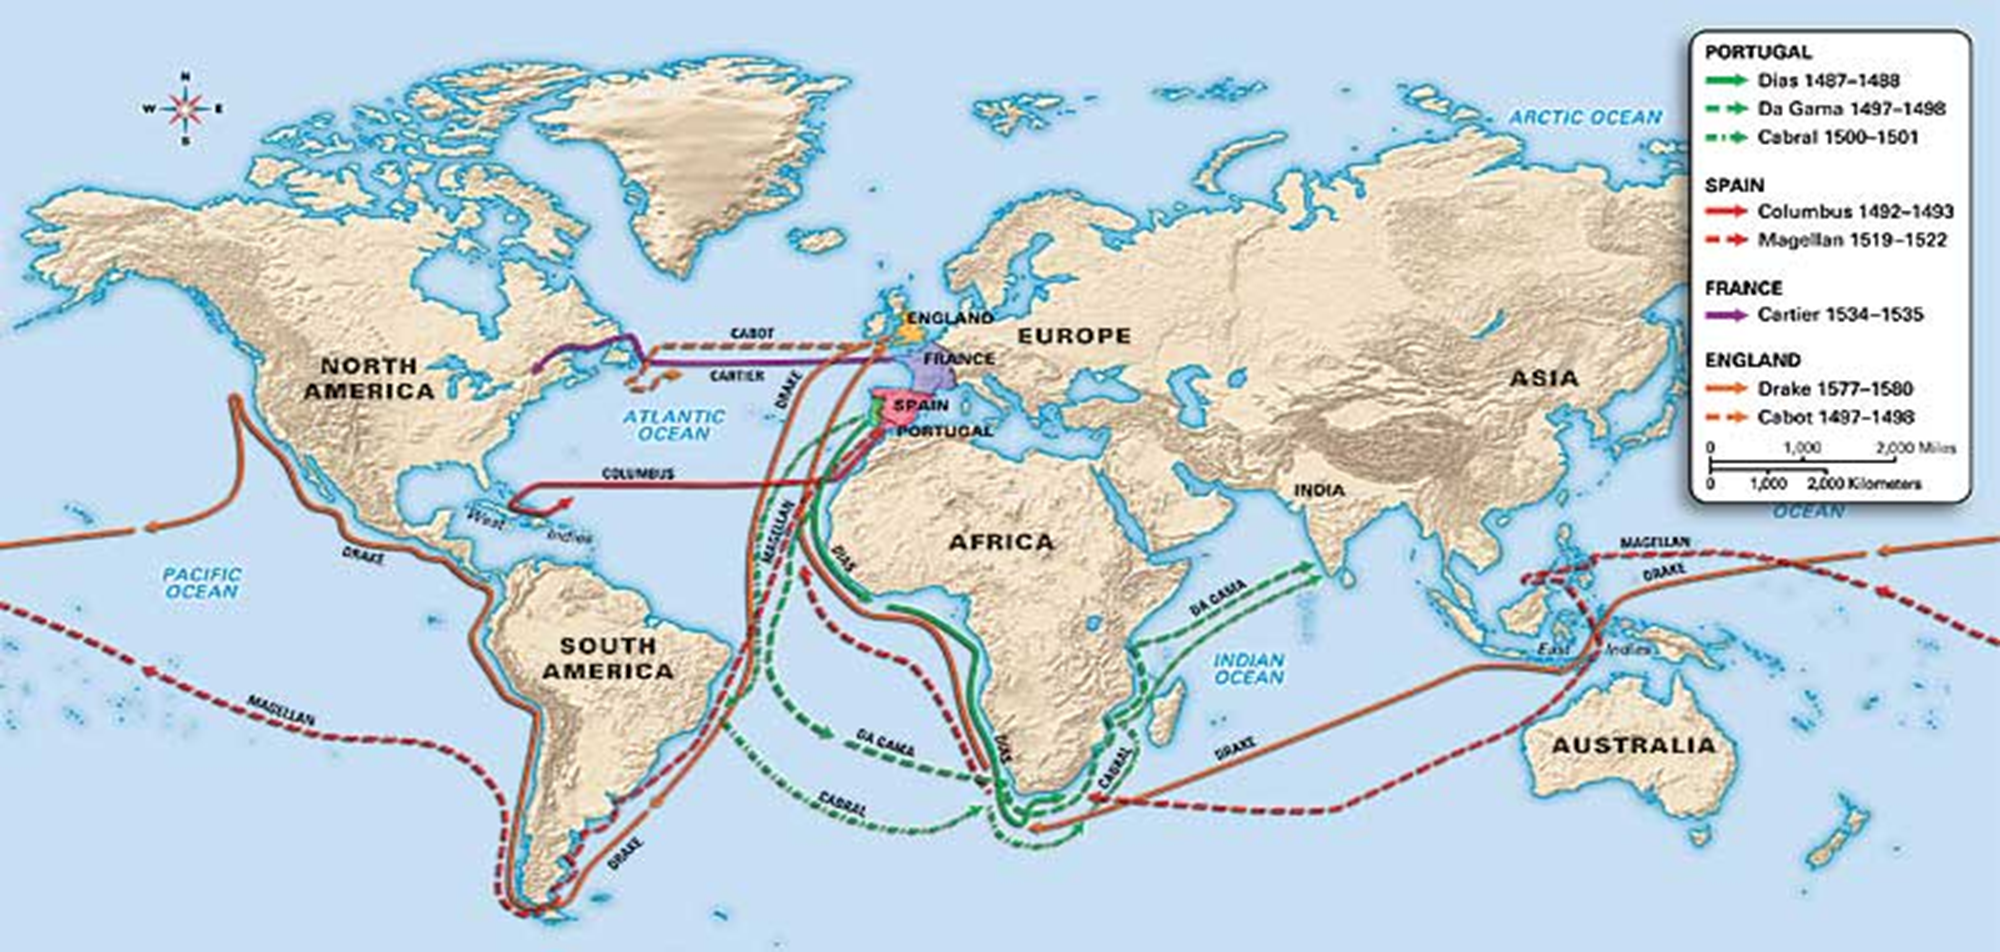 N
W E
S
ARCTIC OCEAN
PORTUGAL
Dias 1487–1488
Da Gama 1497–1498
Cabral 1500–1501
SPAIN
Columbus 1492–1493
Magellan 1519–1522
FRANCE
Cartier 1534–1535
ENGLAND
Drake 1577–1580
Cabot 1497–1498
0 1,000 2,000 Miles
0 1,000 2,000 Kilometers
OCEAN
ENGLAND
CABOT
EUROPE
FRANCE
NORTH
AMERICA
CARTIER
DRAKE
ASIA
SPAIN
ATLANTIC
OCEAN
PORTUGAL
COLUMBUS
INDIA
West
Indies
MAGELLAN
AFRICA
DRAKE
DIAS
MAGELLAN
DRAKE
PACIFIC
OCEAN
DA GAMA
SOUTH
AMERICA
East Indies
INDIAN
OCEAN
MAGELLAN
DA GAMA
DIAS
DRAKE
AUSTRALIA
CABRAL
CABRAL
DRAKE